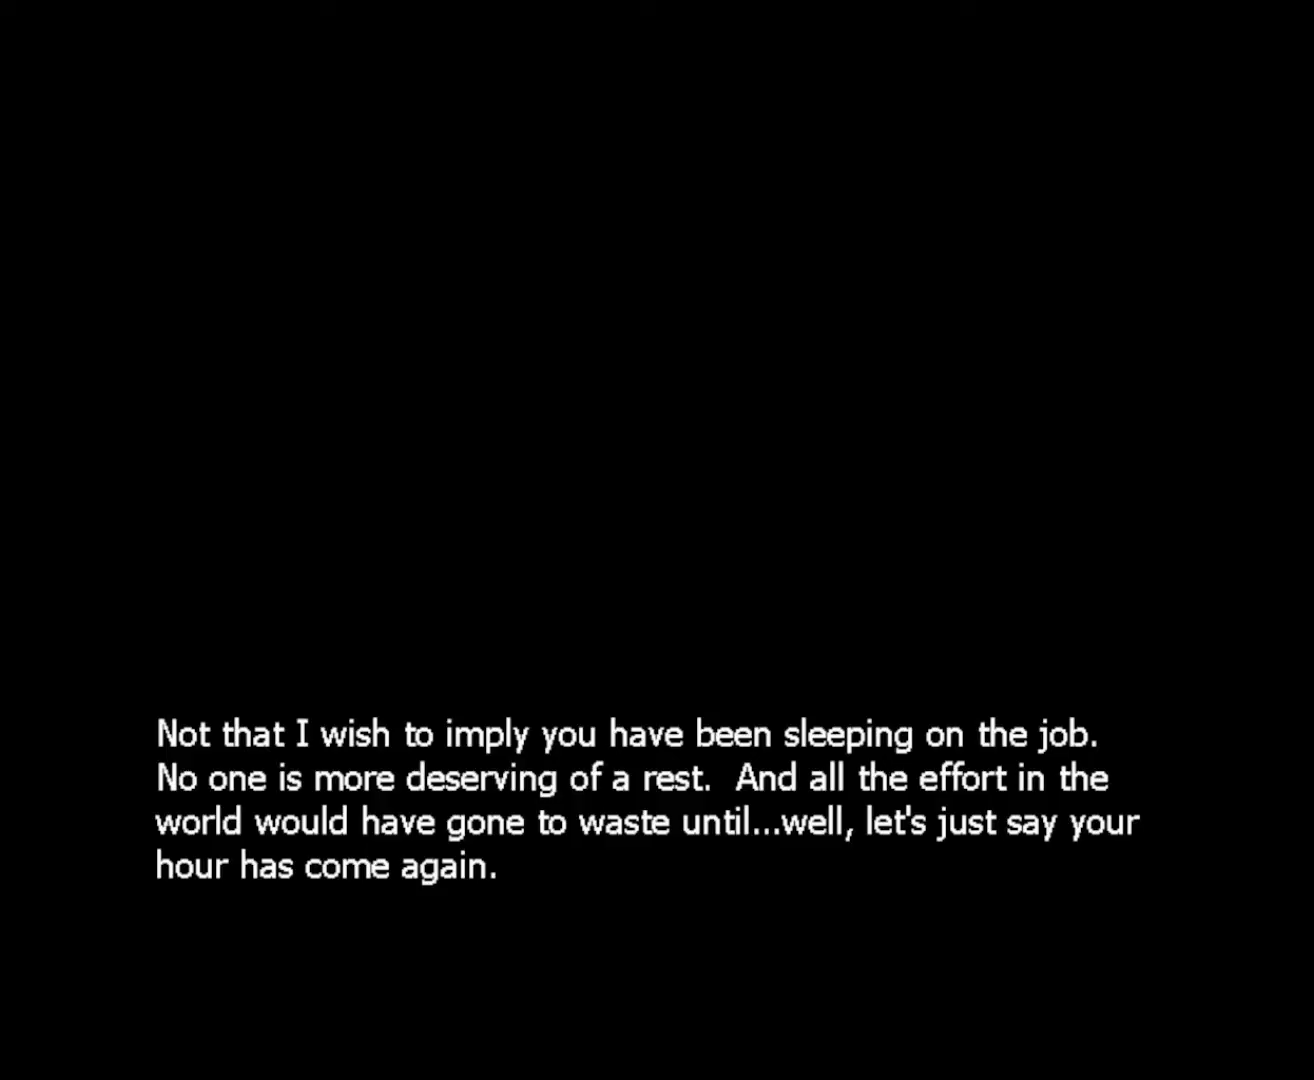 Not that I wish to imply you have been sleeping on the job.
No one is more deserving of a rest.  And all the effort in the
world would have gone to waste until...well, let's just say your
hour has come again.